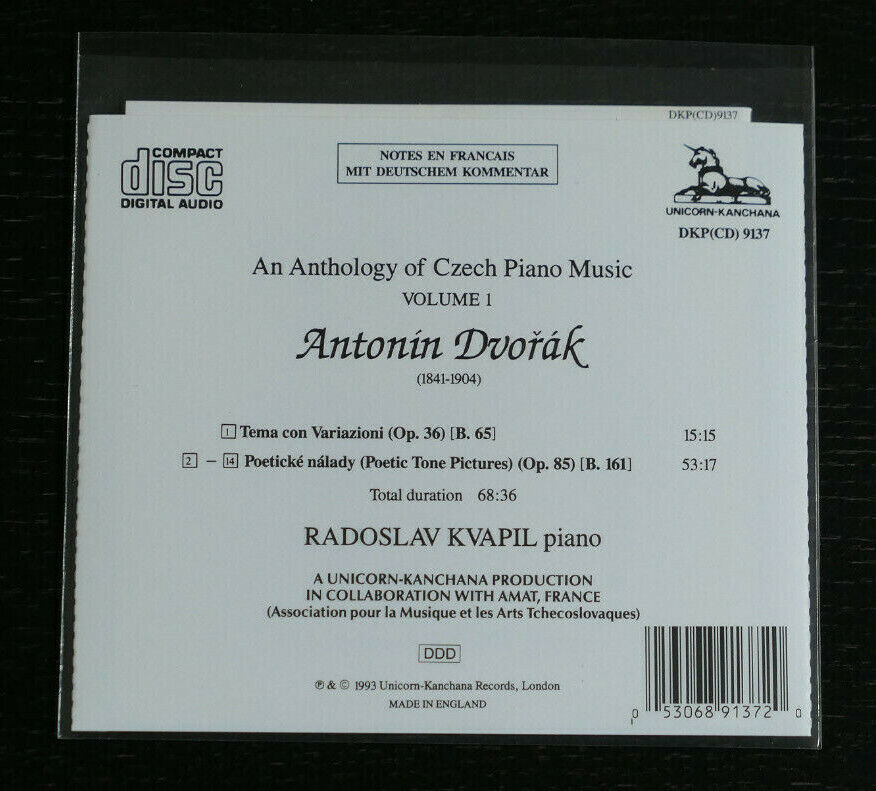 DKP(CD)9137
COMPACT
disc
DIGITAL AUDIO
NOTES EN FRANCAIS
MIT DEUTSCHEM KOMMENTAR
UNICORN-KANCHANA
DKP(CD) 9137
An Anthology of Czech Piano Music
VOLUME 1
Antonín Dvořák
(1841-1904)
1 Tema con Variazioni (Op. 36) [B. 65] 15:15
2 – 14 Poetické nálady (Poetic Tone Pictures) (Op. 85) [B. 161] 53:17
Total duration 68:36
RADOSLAV KVAPIL piano
A UNICORN-KANCHANA PRODUCTION
IN COLLABORATION WITH AMAT, FRANCE
(Association pour la Musique et les Arts Tchecoslovaques)
DDD
℗ & © 1993 Unicorn-Kanchana Records, London
MADE IN ENGLAND
0 53068 91372 0